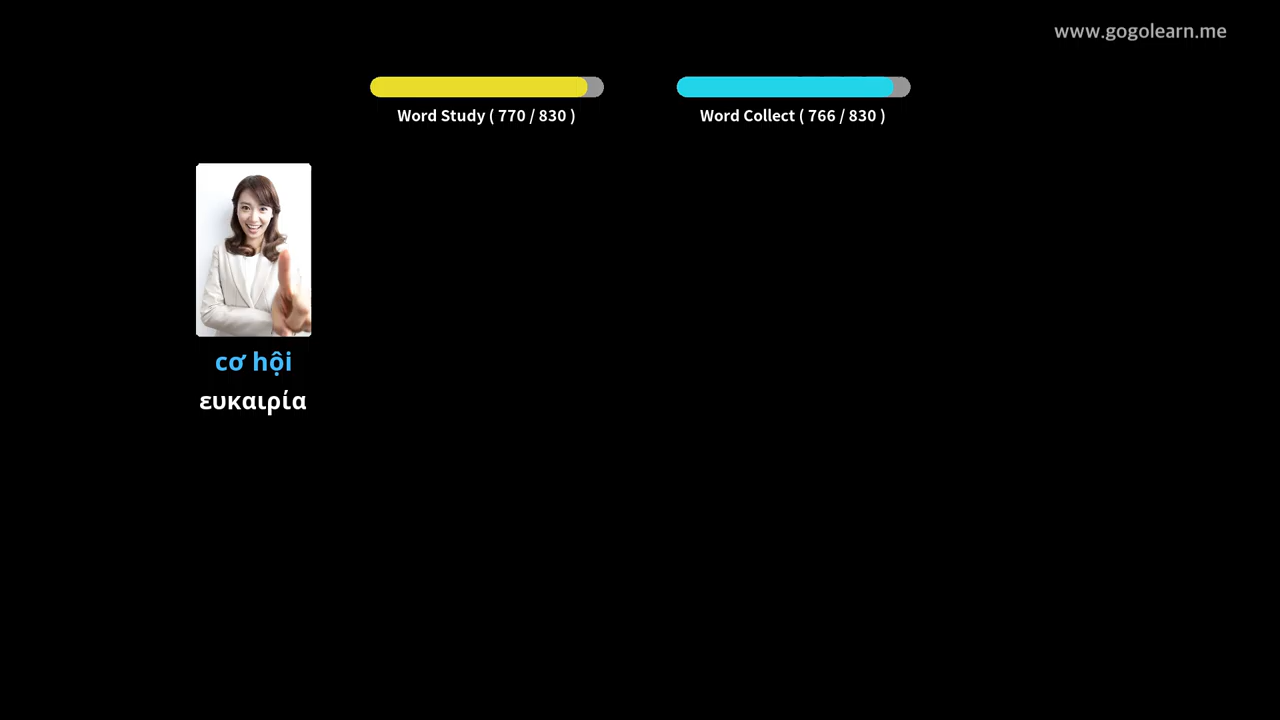 www.gogolearn.me
Word Study ( 770 / 830 )
Word Collect ( 766 / 830 )
cơ hội
ευκαιρία